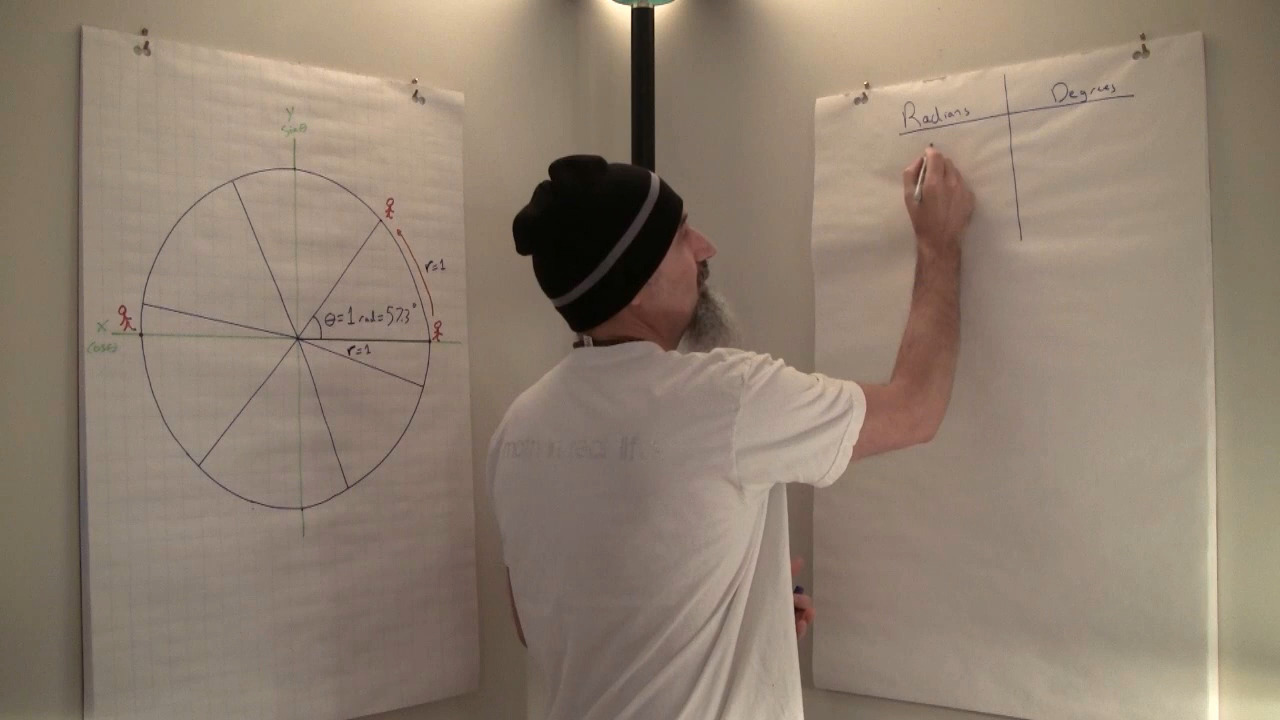 Y
sinθ
r=1
θ=1 rad=57.3°
r=1
X
cosθ
Radians
Degrees